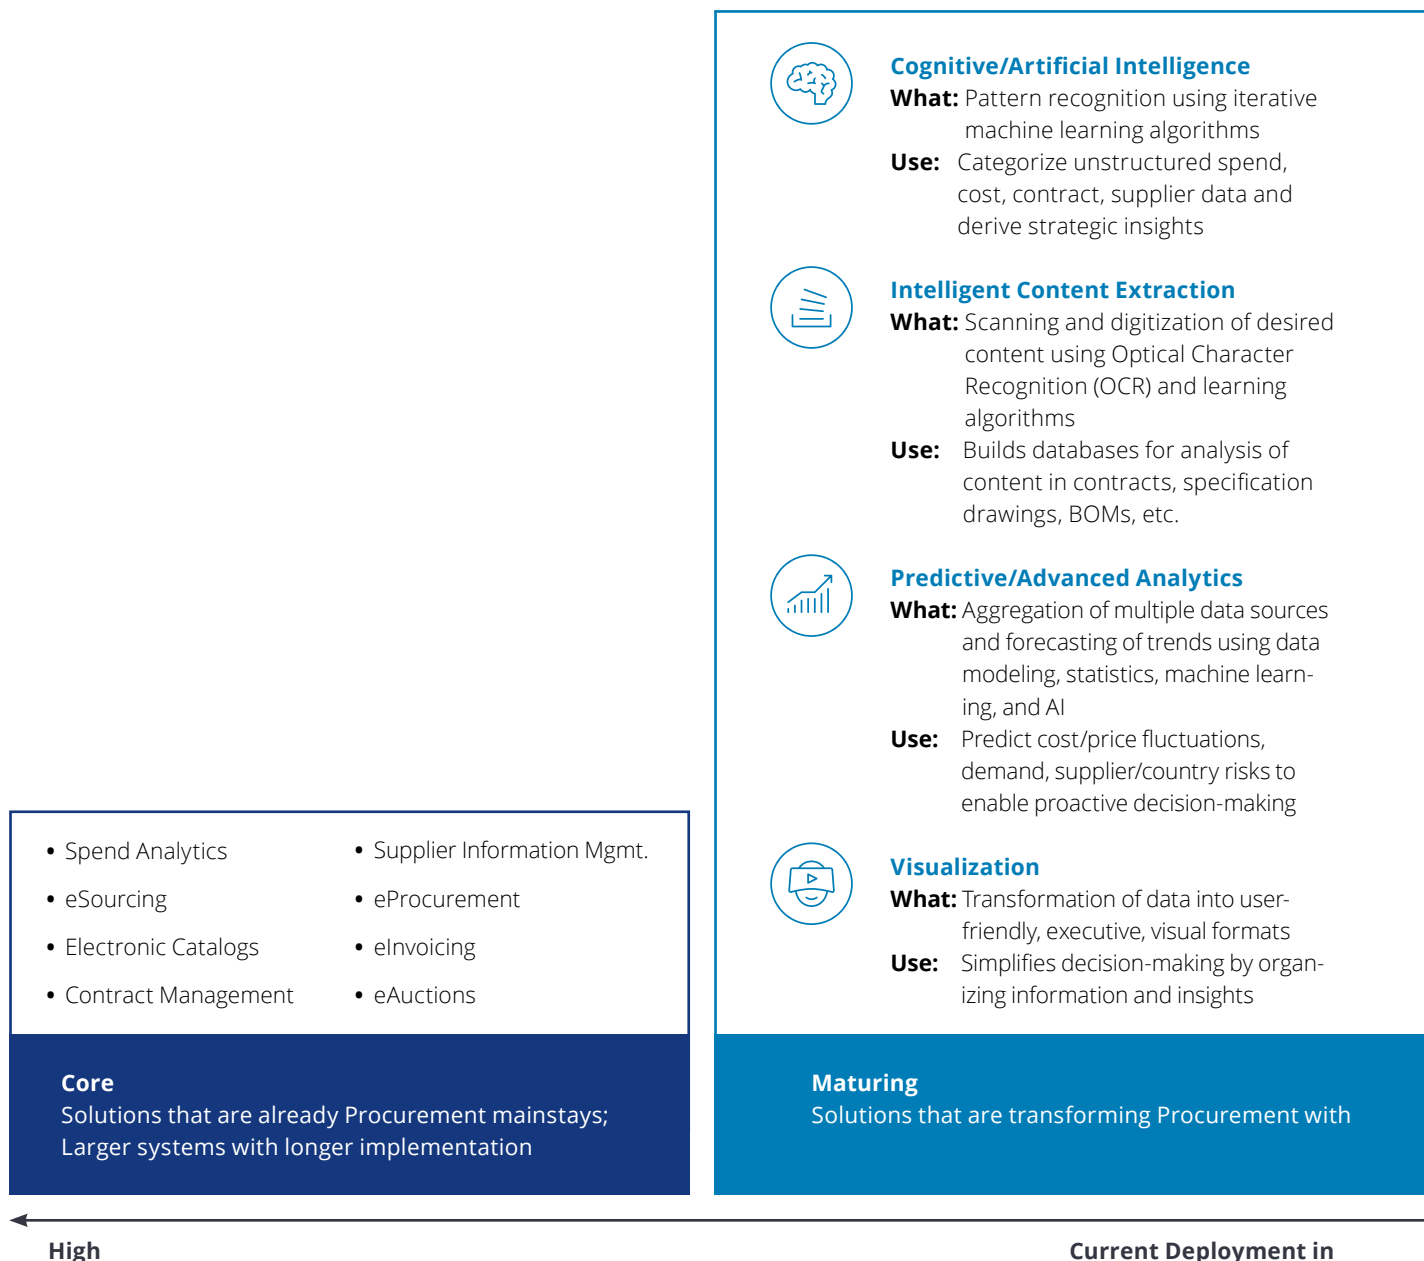 Cognitive/Artificial Intelligence
What: Pattern recognition using iterative
machine learning algorithms
Use: Categorize unstructured spend,
cost, contract, supplier data and
derive strategic insights
Intelligent Content Extraction
What: Scanning and digitization of desired
content using Optical Character
Recognition (OCR) and learning
algorithms
Use: Builds databases for analysis of
content in contracts, specification
drawings, BOMs, etc.
Predictive/Advanced Analytics
What: Aggregation of multiple data sources
and forecasting of trends using data
modeling, statistics, machine learn-
ing, and AI
Use: Predict cost/price fluctuations,
demand, supplier/country risks to
enable proactive decision-making
Visualization
What: Transformation of data into user-
friendly, executive, visual formats
Use: Simplifies decision-making by organ-
izing information and insights
• Spend Analytics
• eSourcing
• Electronic Catalogs
• Contract Management
• Supplier Information Mgmt.
• eProcurement
• eInvoicing
• eAuctions
Core
Solutions that are already Procurement mainstays;
Larger systems with longer implementation
Maturing
Solutions that are transforming Procurement with
High
Current Deployment in